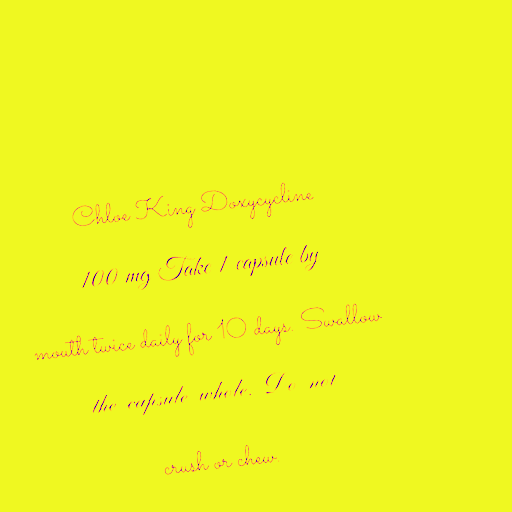 Chloe King Doxycycline
100 mg Take 1 capsule by
mouth twice daily for 10 days. Swallow
the capsule whole. Do not
crush or chew.